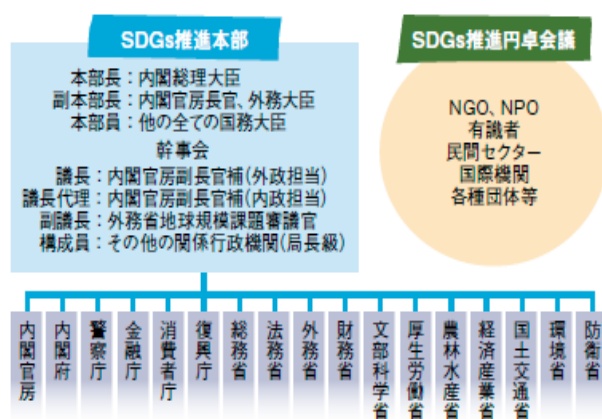 SDGs推進本部
本部長：内閣総理大臣
副本部長：内閣官房長官、外務大臣
本部員：他の全ての国務大臣
幹事会
議長：内閣官房副長官補(外政担当)
議長代理：内閣官房副長官補(内政担当)
副議長：外務省地球規模課題審議官
構成員：その他の関係行政機関(局長級)
SDGs推進円卓会議
NGO、NPO
有識者
民間セクター
国際機関
各種団体等
内閣官房
内閣府
警察庁
金融庁
消費者庁
復興庁
総務省
法務省
外務省
財務省
文部科学省
厚生労働省
農林水産省
経済産業省
国土交通省
環境省
防衛省